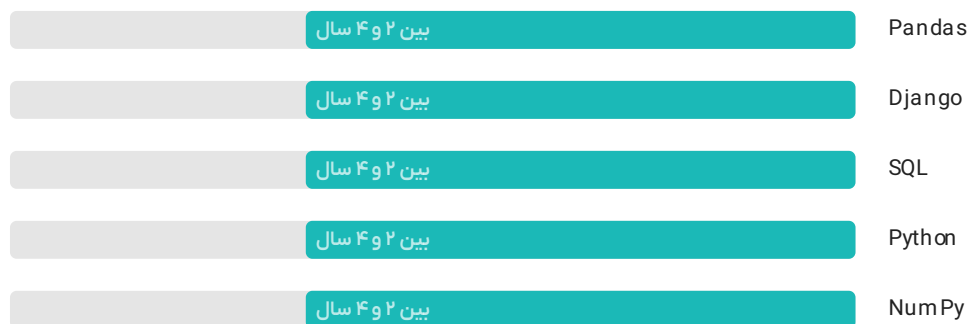 Pandas
بین ۲ و ۴ سال
Django
بین ۲ و ۴ سال
SQL
بین ۲ و ۴ سال
Python
بین ۲ و ۴ سال
NumPy
بین ۲ و ۴ سال